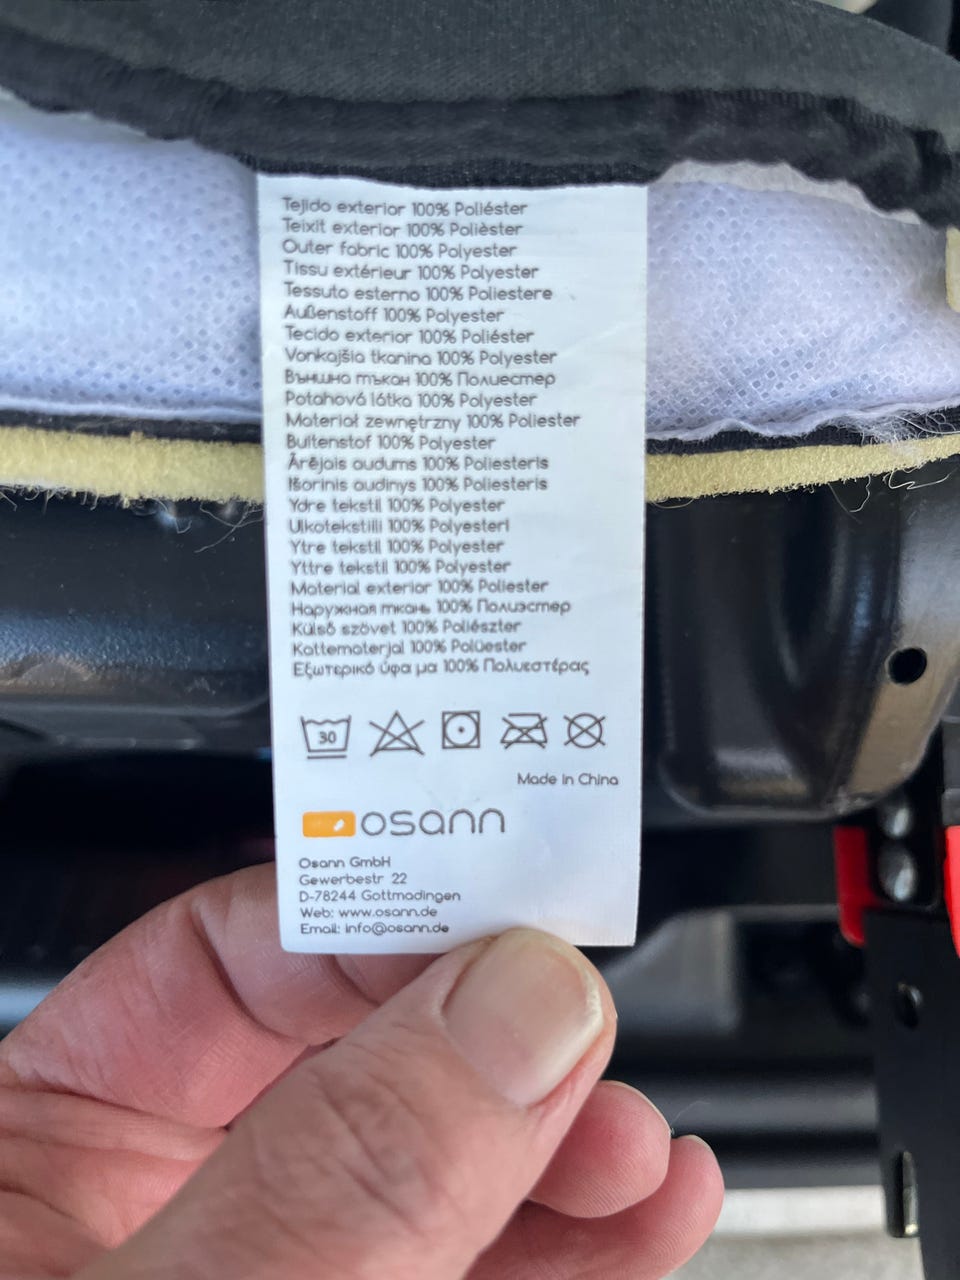 Tejido exterior 100% Poliéster
Teixit exterior 100% Polièster
Outer fabric 100% Polyester
Tissu extérieur 100% Polyester
Tessuto esterno 100% Poliestere
Außenstoff 100% Polyester
Tecido exterior 100% Poliéster
Vonkajšia tkanina 100% Polyester
Външна тъкан 100% Полиестер
Potahová látka 100% Polyester
Materiał zewnętrzny 100% Poliester
Buitenstof 100% Polyester
Ārējais audums 100% Poliesteris
Išorinis audinys 100% Poliesteris
Ydre tekstil 100% Polyester
Ulkotekstiili 100% Polyesteri
Ytre tekstil 100% Polyester
Yttre tekstil 100% Polyester
Material exterior 100% Poliester
Наружная ткань 100% Полиэстер
Külső szövet 100% Poliészter
Kattematerjal 100% Polüester
Εξωτερικό ύφα μα 100% Πολυεστέρας
30
Made in China
osann
Osann GmbH
Gewerbestr 22
D-78244 Gottmadingen
Web: www.osann.de
Email: info@osann.de